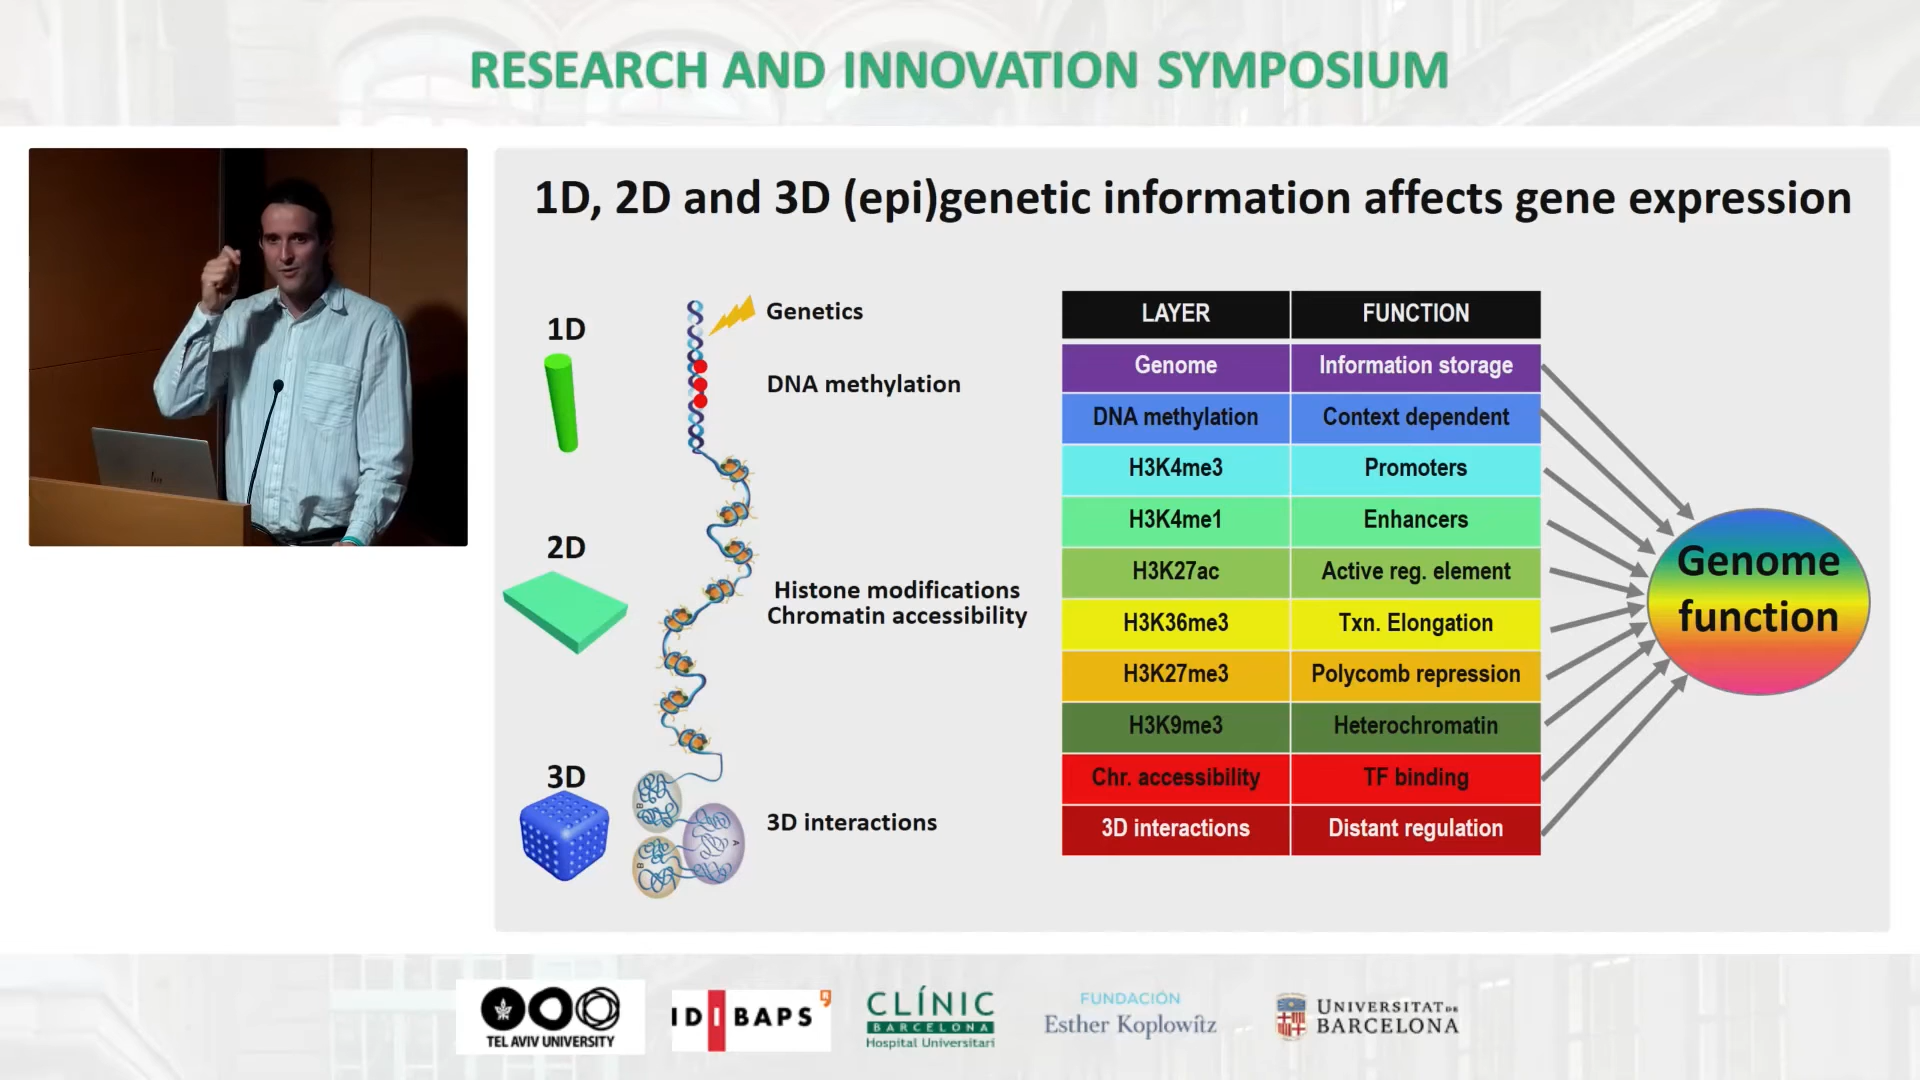 RESEARCH AND INNOVATION SYMPOSIUM
1D, 2D and 3D (epi)genetic information affects gene expression
1D
Genetics
DNA methylation
2D
Histone modifications
Chromatin accessibility
3D
B
A
B
3D interactions
LAYER FUNCTION
Genome Information storage
DNA methylation Context dependent
H3K4me3 Promoters
H3K4me1 Enhancers
H3K27ac Active reg. element
H3K36me3 Txn. Elongation
H3K27me3 Polycomb repression
H3K9me3 Heterochromatin
Chr. accessibility TF binding
3D interactions Distant regulation
Genome
function
TEL AVIV UNIVERSITY
IDIBAPS
CLÍNIC
BARCELONA
Hospital Universitari
FUNDACIÓN
Esther Koplowitz
UNIVERSITAT DE
BARCELONA